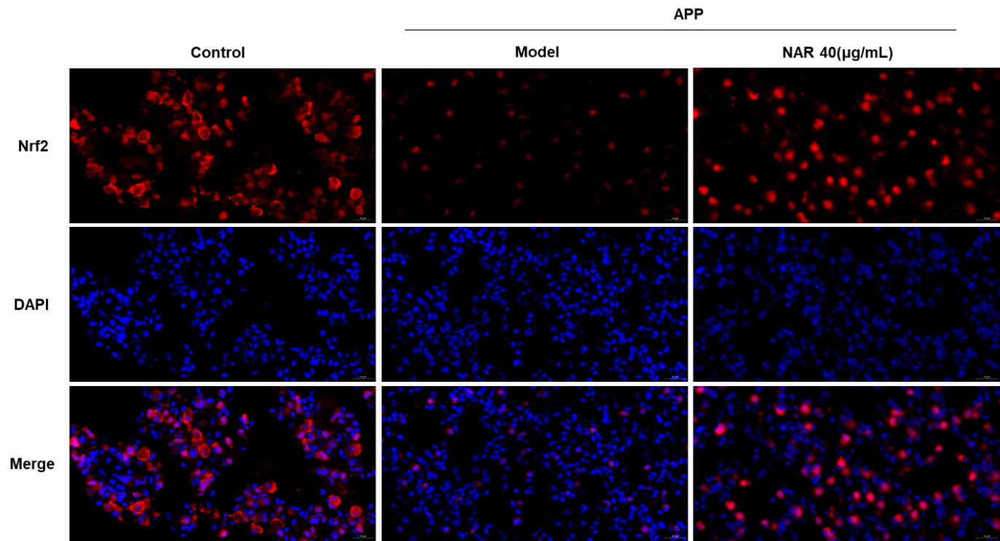 APP
Control Model NAR 40(μg/mL)
Nrf2
DAPI
Merge